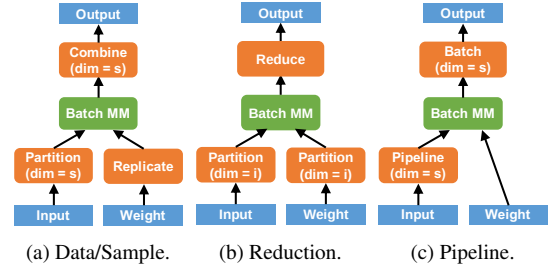 Output
Combine
(dim = s)
Batch MM
Partition
(dim = s)
Replicate
Input
Weight
(a) Data/Sample.
Output
Reduce
Batch MM
Partition
(dim = i)
Partition
(dim = i)
Input
Weight
(b) Reduction.
Output
Batch
(dim = s)
Batch MM
Pipeline
(dim = s)
Input
Weight
(c) Pipeline.